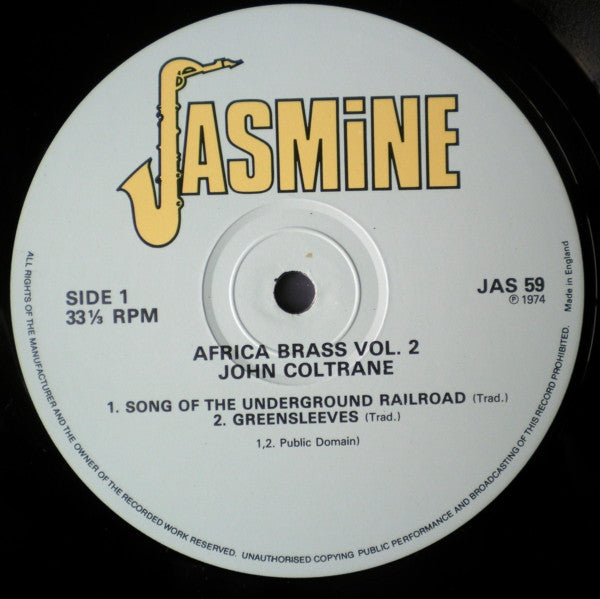 JASMiNE
SIDE 1
33⅓ RPM
JAS 59
℗ 1974
Made in England
AFRICA BRASS VOL. 2
JOHN COLTRANE
1. SONG OF THE UNDERGROUND RAILROAD (Trad.)
2. GREENSLEEVES (Trad.)
1,2. Public Domain)
ALL RIGHTS OF THE MANUFACTURER AND THE OWNER OF THE RECORDED WORK RESERVED. UNAUTHORISED COPYING PUBLIC PERFORMANCE AND BROADCASTING OF THIS RECORD PROHIBITED.